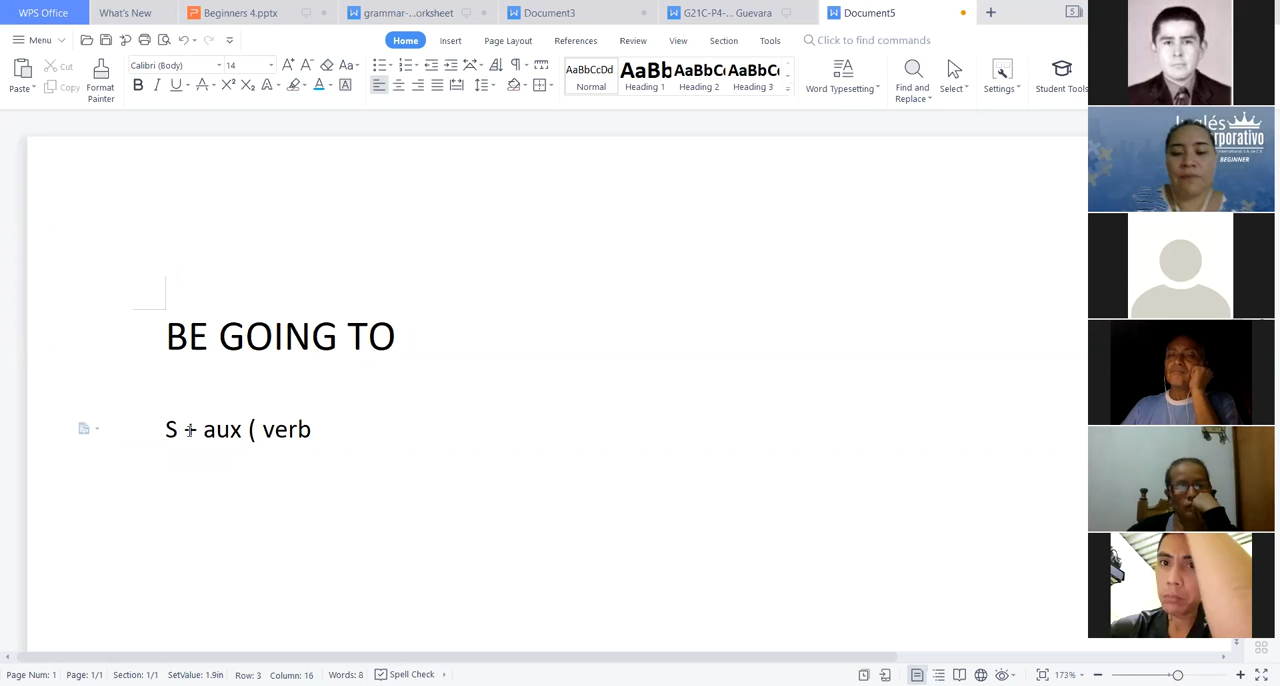 WPS Office
What's New
Beginners 4.pptx
grammar-...orksheet
Document3
G21C-P4-... Guevara
Document5
5
Menu
Home
Insert
Page Layout
References
Review
View
Section
Tools
Click to find commands
Paste
Cut
Copy
Format Painter
Calibri (Body)
14
AaBbCcDd
Normal
Heading 1
Heading 2
Heading 3
Word Typesetting
Find and Replace
Select
Settings
Student Tools
BE GOING TO
S + aux ( verb
BEGINNER
Page Num: 1
Page: 1/1
Section: 1/1
SetValue: 1.9in
Row: 3
Column: 16
Words: 8
Spell Check
173%